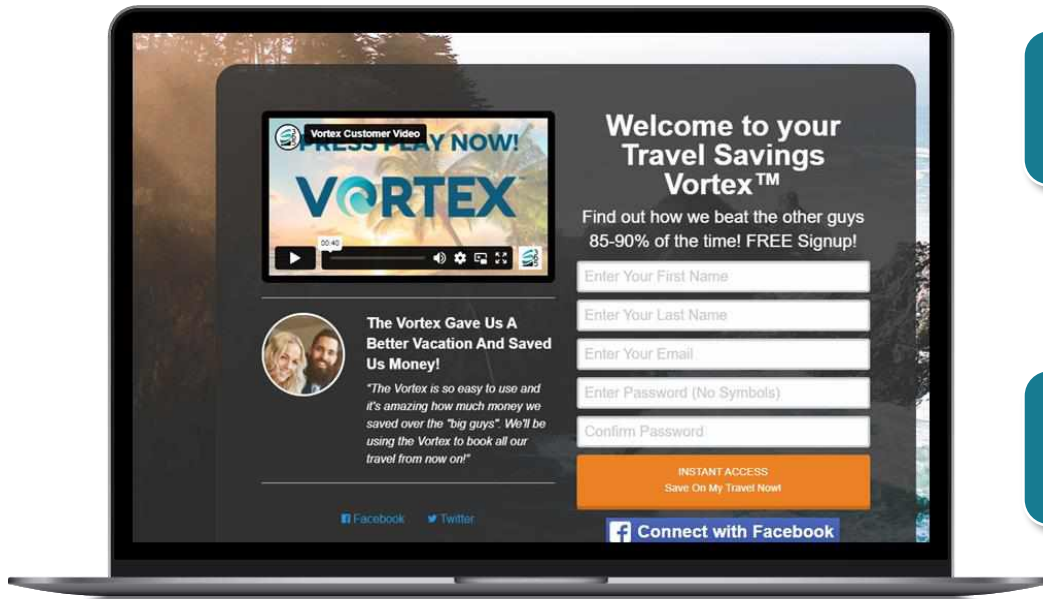 Vortex Customer Video
PRESS PLAY NOW!
VORTEX
00:40
The Vortex Gave Us A
Better Vacation And Saved
Us Money!
"The Vortex is so easy to use and
it's amazing how much money we
saved over the "big guys". We'll be
using the Vortex to book all our
travel from now on!"
Facebook Twitter
Welcome to your
Travel Savings
Vortex™
Find out how we beat the other guys
85-90% of the time! FREE Signup!
Enter Your First Name
Enter Your Last Name
Enter Your Email
Enter Password (No Symbols)
Confirm Password
INSTANT ACCESS
Save On My Travel Now!
Connect with Facebook